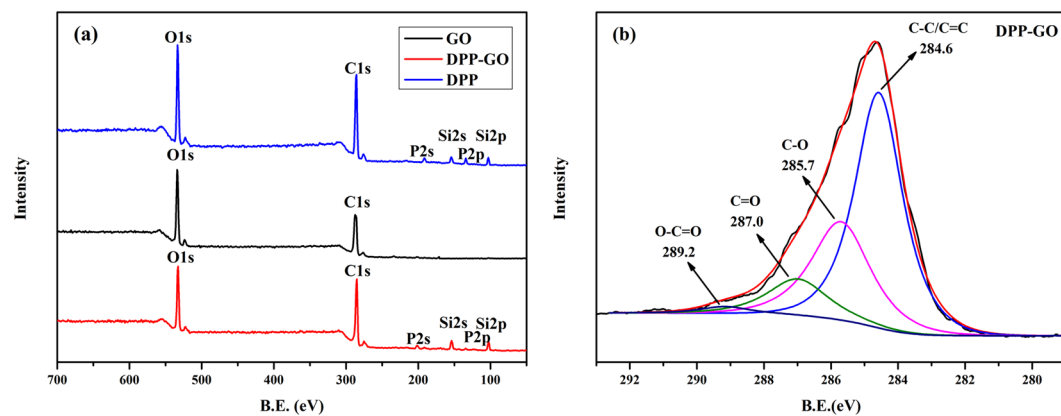 (a)
GO
DPP-GO
DPP
O1s
C1s
Si2s
Si2p
P2s
P2p
O1s
C1s
O1s
C1s
Si2s
Si2p
P2s
P2p
Intensity
700
600
500
400
300
200
100
B.E. (eV)
(b)
DPP-GO
C-C/C=C
284.6
C-O
285.7
C=O
287.0
O-C=O
289.2
Intensity
292
290
288
286
284
282
280
B.E.(eV)